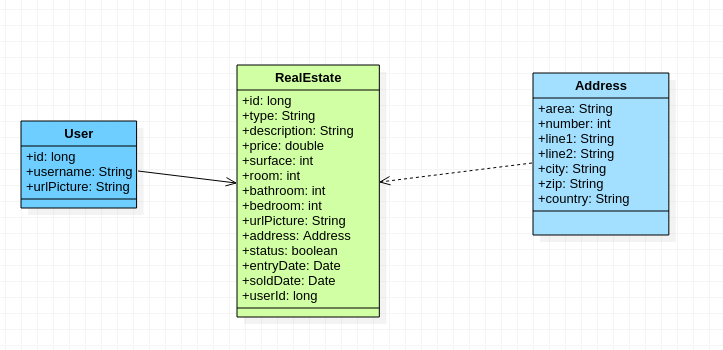 User
+id: long
+username: String
+urlPicture: String
RealEstate
+id: long
+type: String
+description: String
+price: double
+surface: int
+room: int
+bathroom: int
+bedroom: int
+urlPicture: String
+address: Address
+status: boolean
+entryDate: Date
+soldDate: Date
+userId: long
Address
+area: String
+number: int
+line1: String
+line2: String
+city: String
+zip: String
+country: String